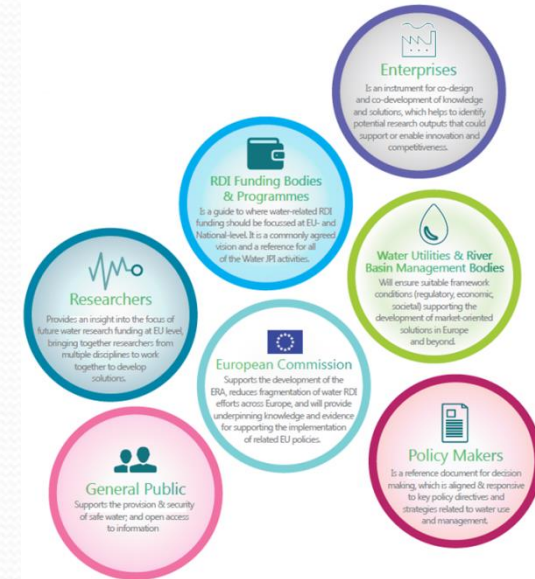 Enterprises
Is an instrument for co-design
and co-development of knowledge
and solutions, which helps to identify
potential research outputs that could
support or enable innovation and
competitiveness.
RDI Funding Bodies
& Programmes
Is a guide to where water-related RDI
funding should be focussed at EU- and
National-level. It is a commonly agreed
vision and a reference for all
of the Water JPI activities.
Water Utilities & River
Basin Management Bodies
Will ensure suitable framework
conditions (regulatory, economic,
societal) supporting the
development of market-oriented
solutions in Europe
and beyond.
Researchers
Provides an insight into the focus of
future water research funding at EU level,
bringing together researchers from
multiple disciplines to work
together to develop
solutions.
European Commission
Supports the development of the
ERA, reduces fragmentation of water RDI
efforts across Europe, and will provide
underpinning knowledge and evidence
for supporting the implementation
of related EU policies.
Policy Makers
Is a reference document for decision
making, which is aligned & responsive
to key policy directives and
strategies related to water use
and management.
General Public
Supports the provision & security
of safe water; and open access
to information